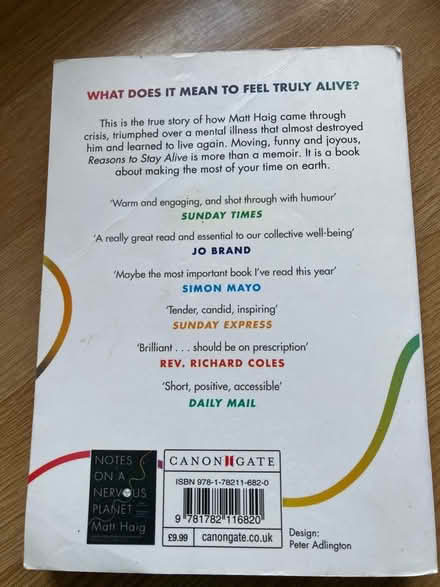 WHAT DOES IT MEAN TO FEEL TRULY ALIVE?
This is the true story of how Matt Haig came through
crisis, triumphed over a mental illness that almost destroyed
him and learned to live again. Moving, funny and joyous,
Reasons to Stay Alive is more than a memoir. It is a book
about making the most of your time on earth.
‘Warm and engaging, and shot through with humour’
SUNDAY TIMES
‘A really great read and essential to our collective well-being’
JO BRAND
‘Maybe the most important book I’ve read this year’
SIMON MAYO
‘Tender, candid, inspiring’
SUNDAY EXPRESS
‘Brilliant . . . should be on prescription’
REV. RICHARD COLES
‘Short, positive, accessible’
DAILY MAIL
NOTES
ON A
NERVOUS
PLANET
Matt Haig
CANONGATE
ISBN 978-1-78211-682-0
9 781782 116820
£9.99
canongate.co.uk
Design:
Peter Adlington